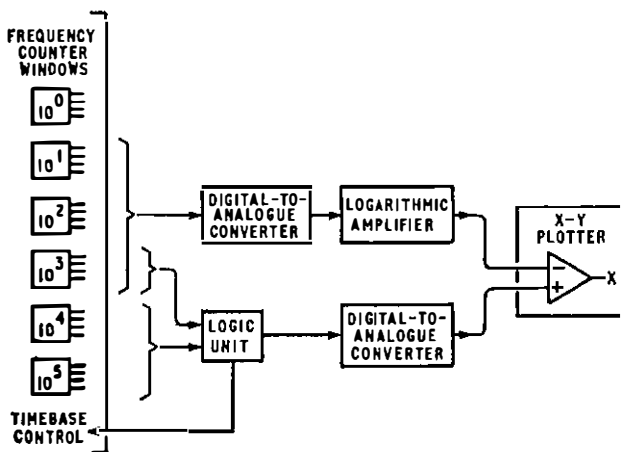 FREQUENCY
COUNTER
WINDOWS
10⁰
10¹
10²
10³
10⁴
10⁵
TIMEBASE
CONTROL
DIGITAL-TO-
ANALOGUE
CONVERTER
LOGARITHMIC
AMPLIFIER
LOGIC
UNIT
DIGITAL-TO-
ANALOGUE
CONVERTER
X-Y
PLOTTER
−
+
X